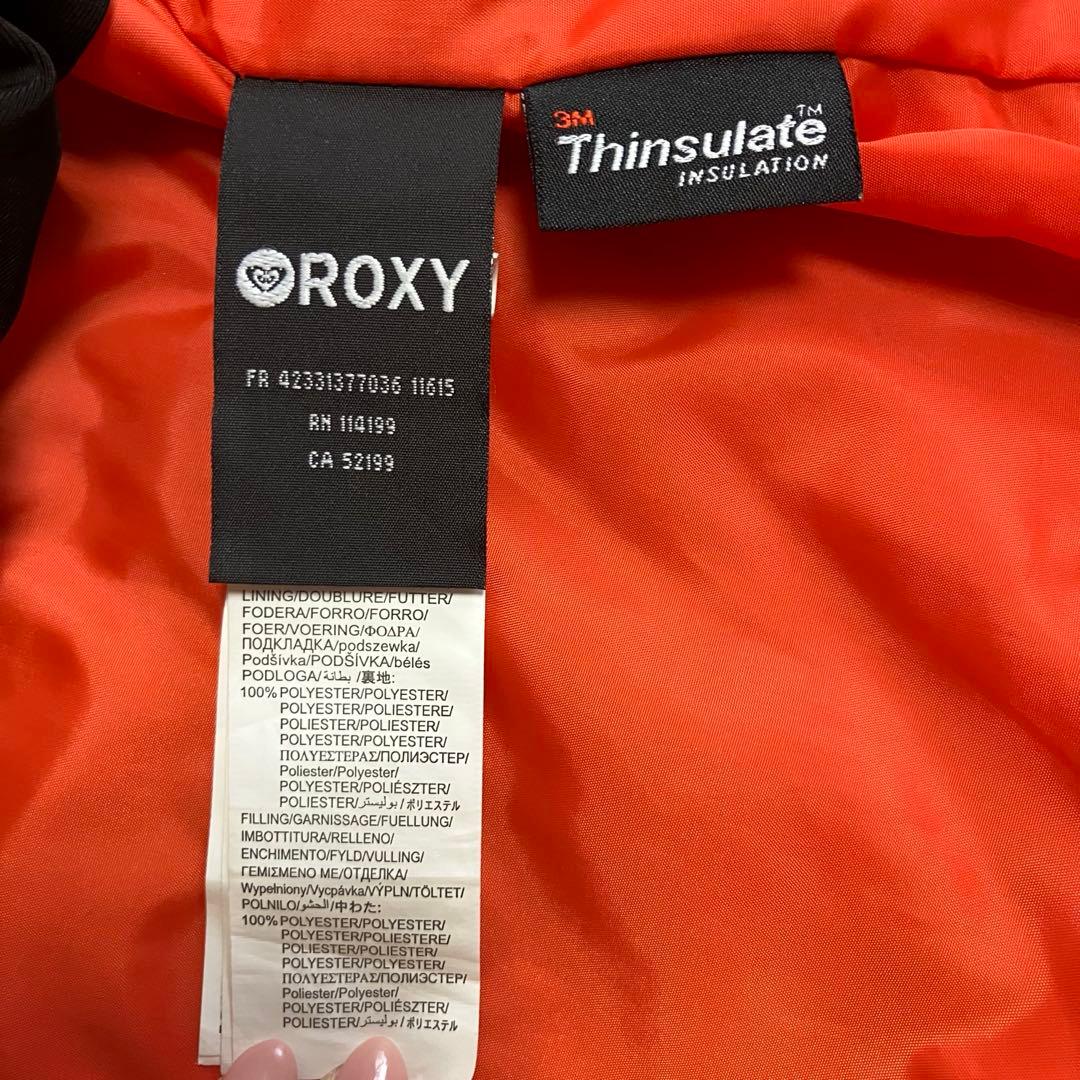 3M
Thinsulate™
INSULATION
ROXY
FR 42331377036 11615
RN 114199
CA 52199
LINING/DOUBLURE/FUTTER/
FODERA/FORRO/FORRO/
FOER/VOERING/ΦΟΔΡΑ/
ПОДКЛАДКА/podszewka/
Podšívka/PODŠÍVKA/bélés
PODLOGA/بطانة/裏地:
100% POLYESTER/POLYESTER/
POLYESTER/POLIESTERE/
POLIESTER/POLIESTER/
POLYESTER/POLYESTER/
ΠΟΛΥΕΣΤΕΡΑΣ/ПОЛИЭСТЕР/
Poliester/Polyester/
POLYESTER/POLIÉSZTER/
POLIESTER/بوليستر/ポリエステル
FILLING/GARNISSAGE/FUELLUNG/
IMBOTTITURA/RELLENO/
ENCHIMENTO/FYLD/VULLING/
ΓΕΜΙΣΜΕΝΟ ΜΕ/ОТДЕЛКА/
Wypełniony/Vycpávka/VÝPLN/TÖLTET/
POLNILO/الحشو/中わた:
100% POLYESTER/POLYESTER/
POLYESTER/POLIESTERE/
POLIESTER/POLIESTER/
POLYESTER/POLYESTER/
ΠΟΛΥΕΣΤΕΡΑΣ/ПОЛИЭСТЕР/
Poliester/Polyester/
POLYESTER/POLIÉSZTER/
POLIESTER/بوليستر/ポリエステル